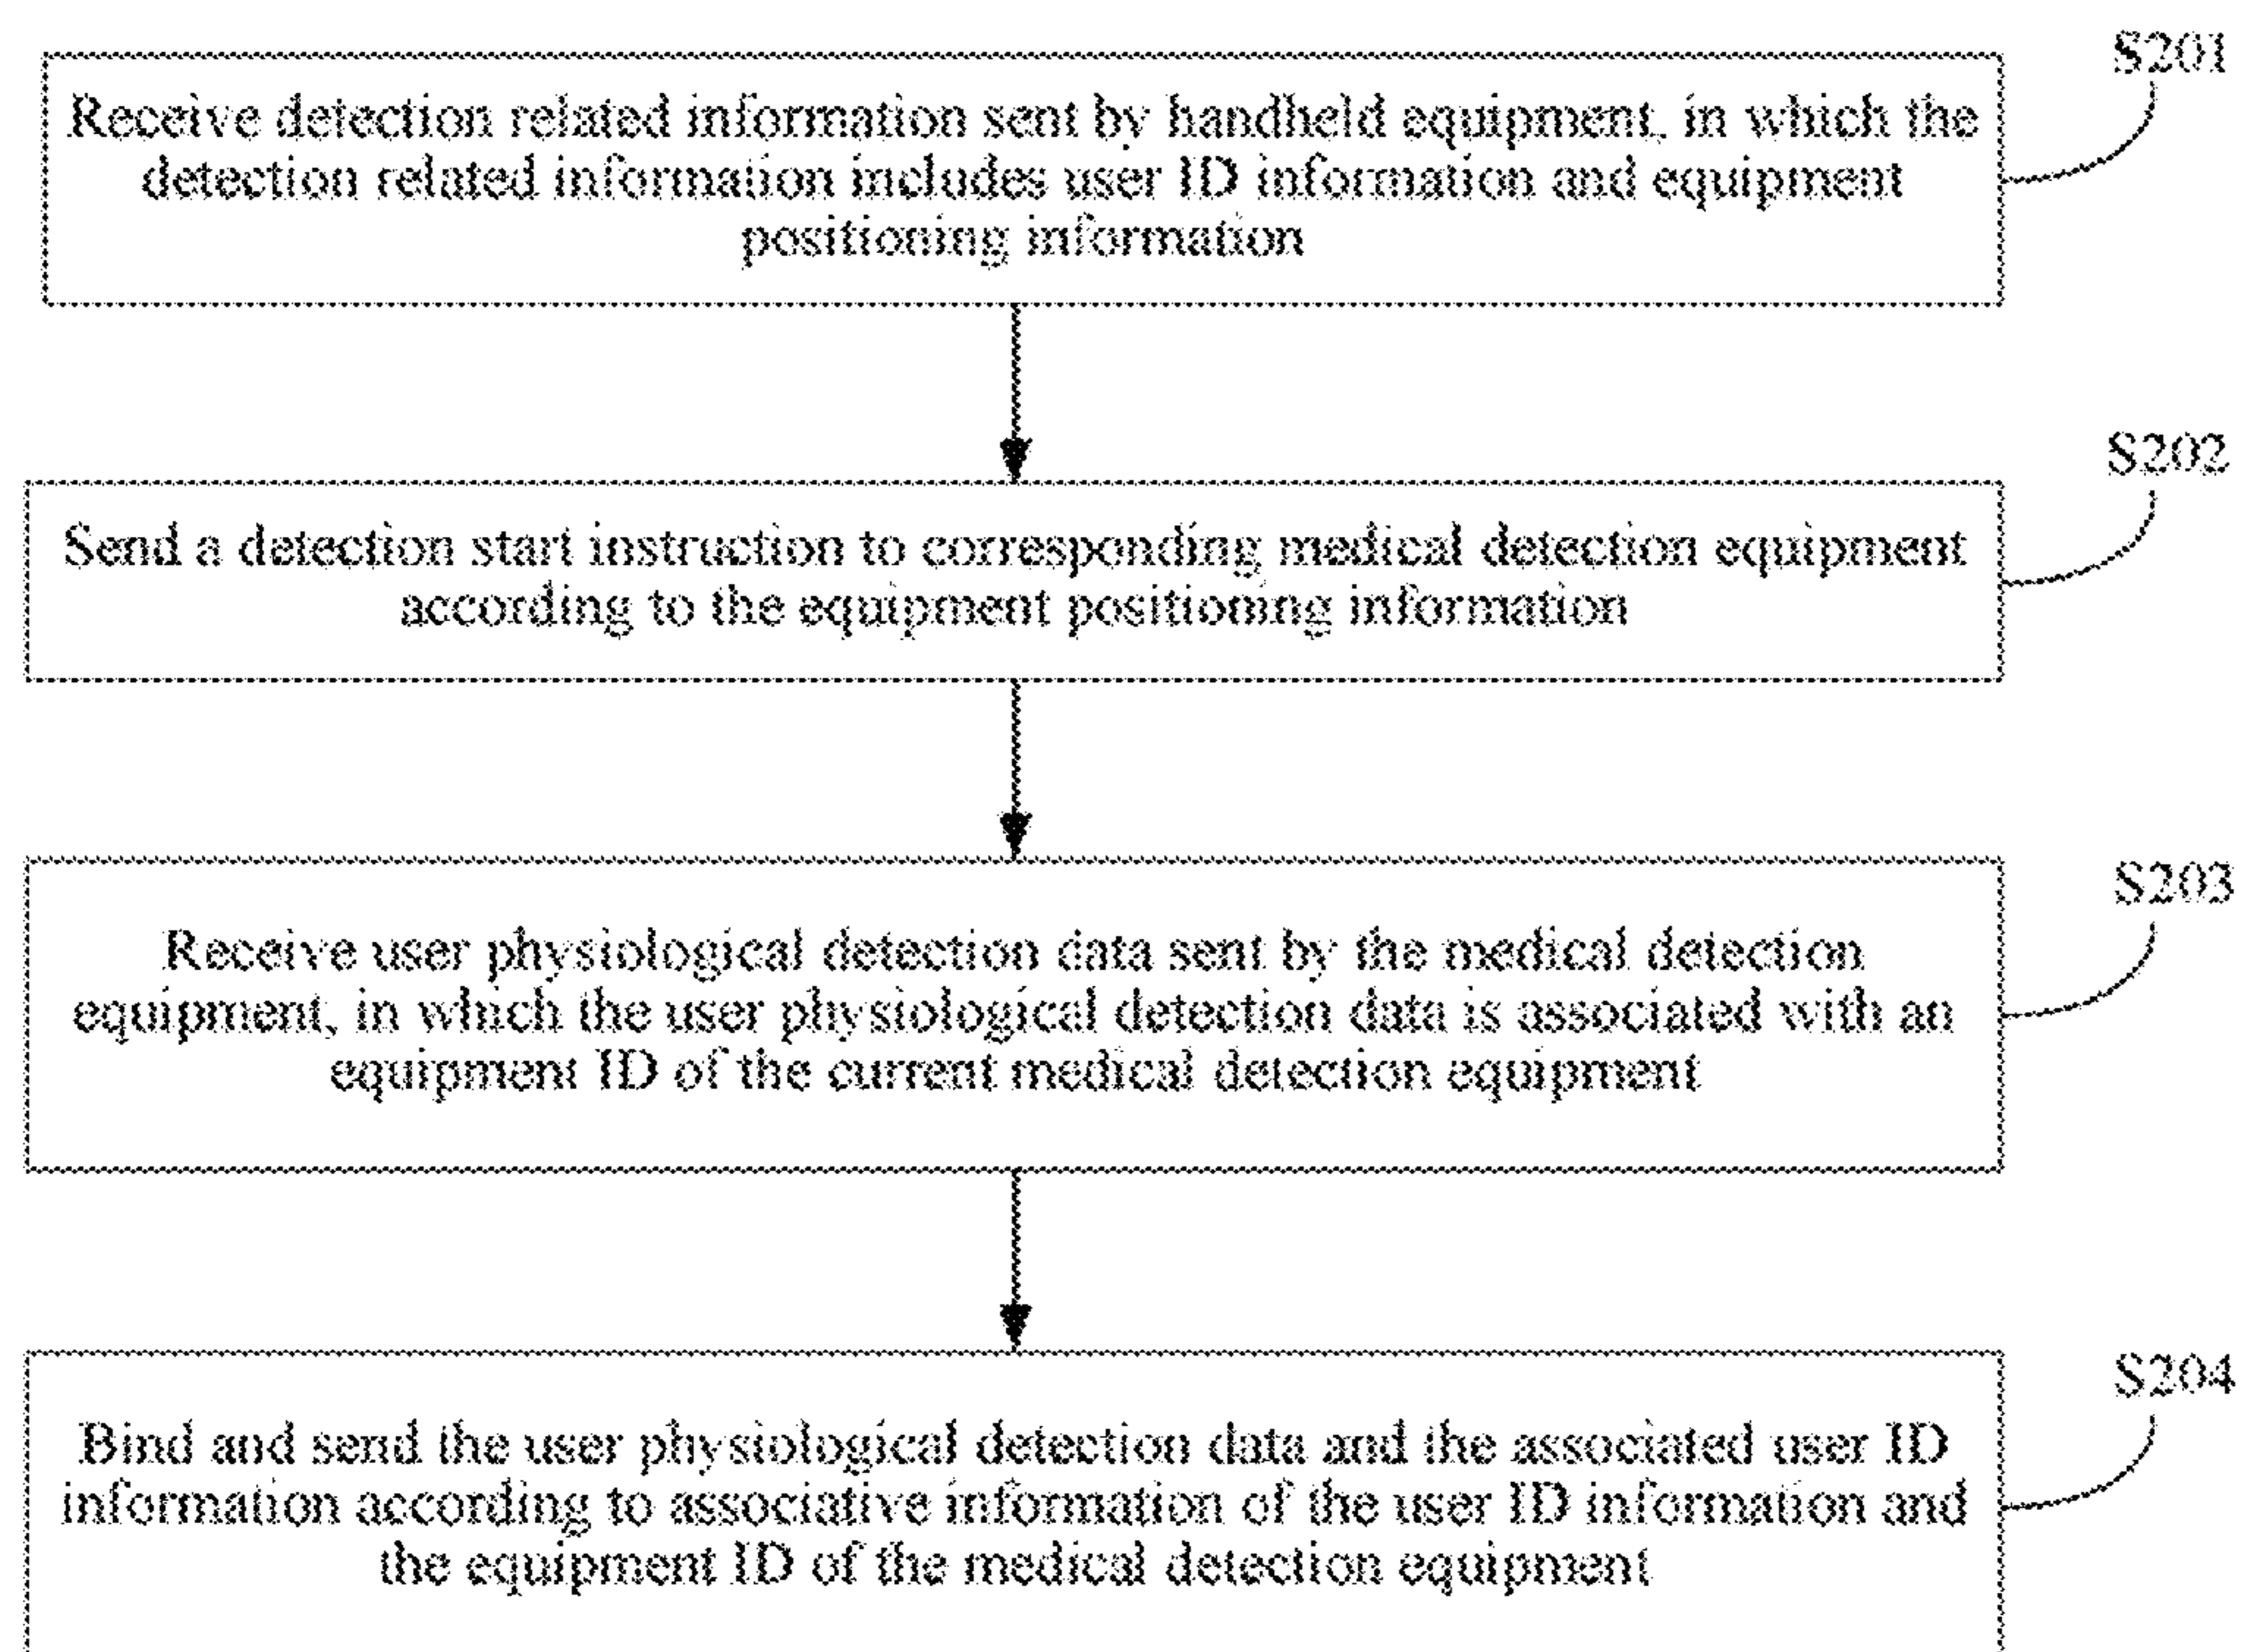 S201
Receive detection related information sent by handheld equipment, in which the
detection related information includes user ID information and equipment
positioning information
S202
Send a detection start instruction to corresponding medical detection equipment
according to the equipment positioning information
S203
Receive user physiological detection data sent by the medical detection
equipment, in which the user physiological detection data is associated with an
equipment ID of the current medical detection equipment
S204
Bind and send the user physiological detection data and the associated user ID
information according to associative information of the user ID information and
the equipment ID of the medical detection equipment